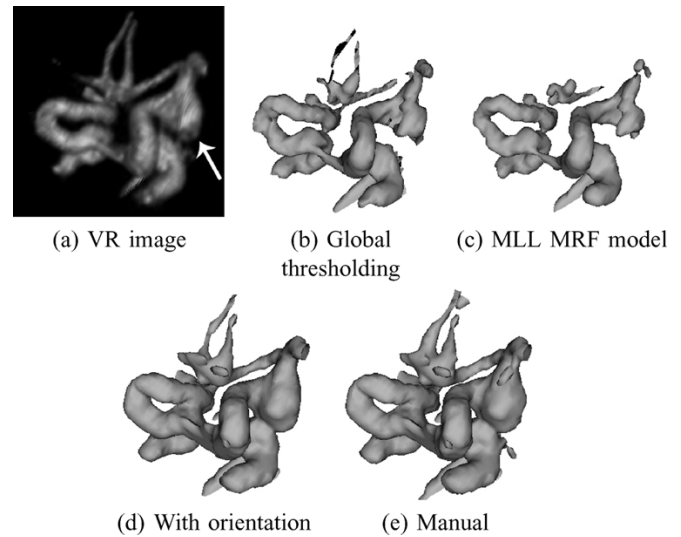 (a) VR image
(b) Global
thresholding
(c) MLL MRF model
(d) With orientation
(e) Manual